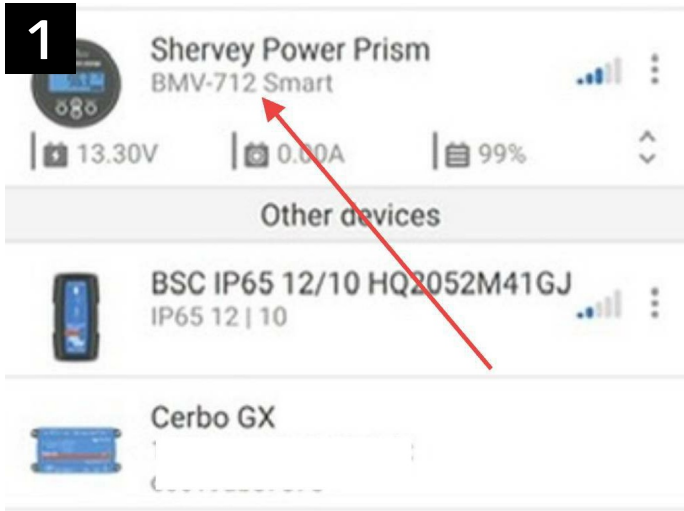 1
Shervey Power Prism
BMV-712 Smart
13.30V 0.00A 99%
Other devices
BSC IP65 12/10 HQ2052M41GJ
IP65 12 | 10
Cerbo GX